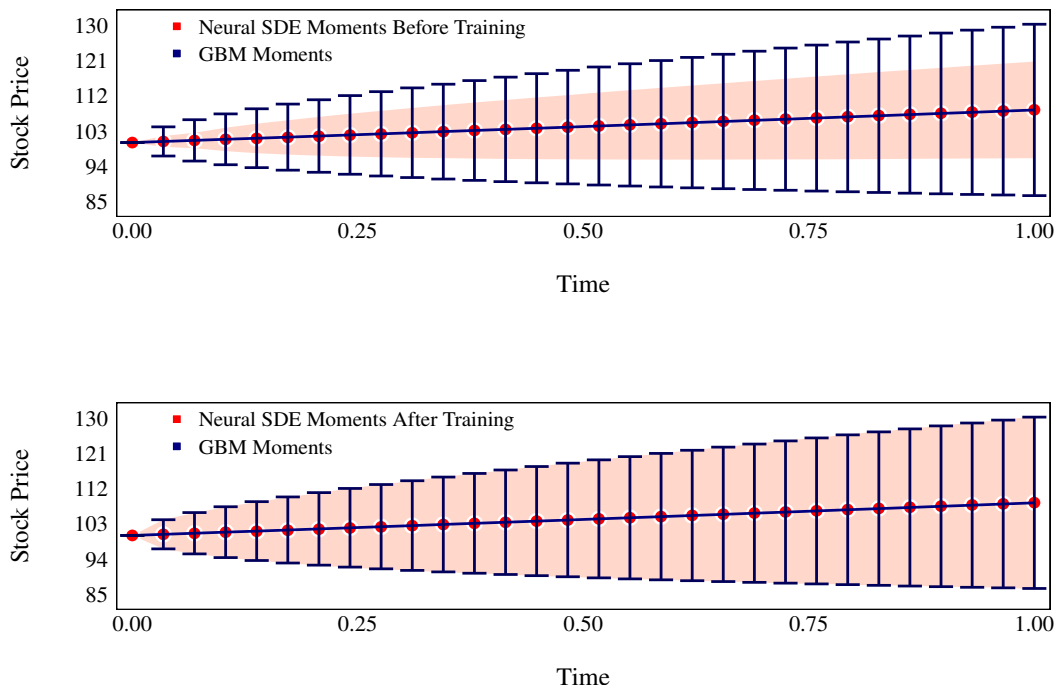 130
121
112
103
94
85
Stock Price
Neural SDE Moments Before Training
GBM Moments
0.00 0.25 0.50 0.75 1.00
Time
130
121
112
103
94
85
Stock Price
Neural SDE Moments After Training
GBM Moments
0.00 0.25 0.50 0.75 1.00
Time